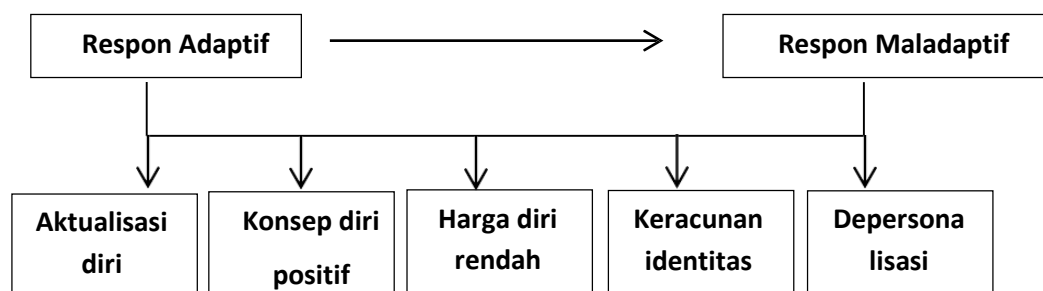 Respon Adaptif
Respon Maladaptif
Aktualisasi
diri
Konsep diri
positif
Harga diri
rendah
Keracunan
identitas
Depersona
lisasi